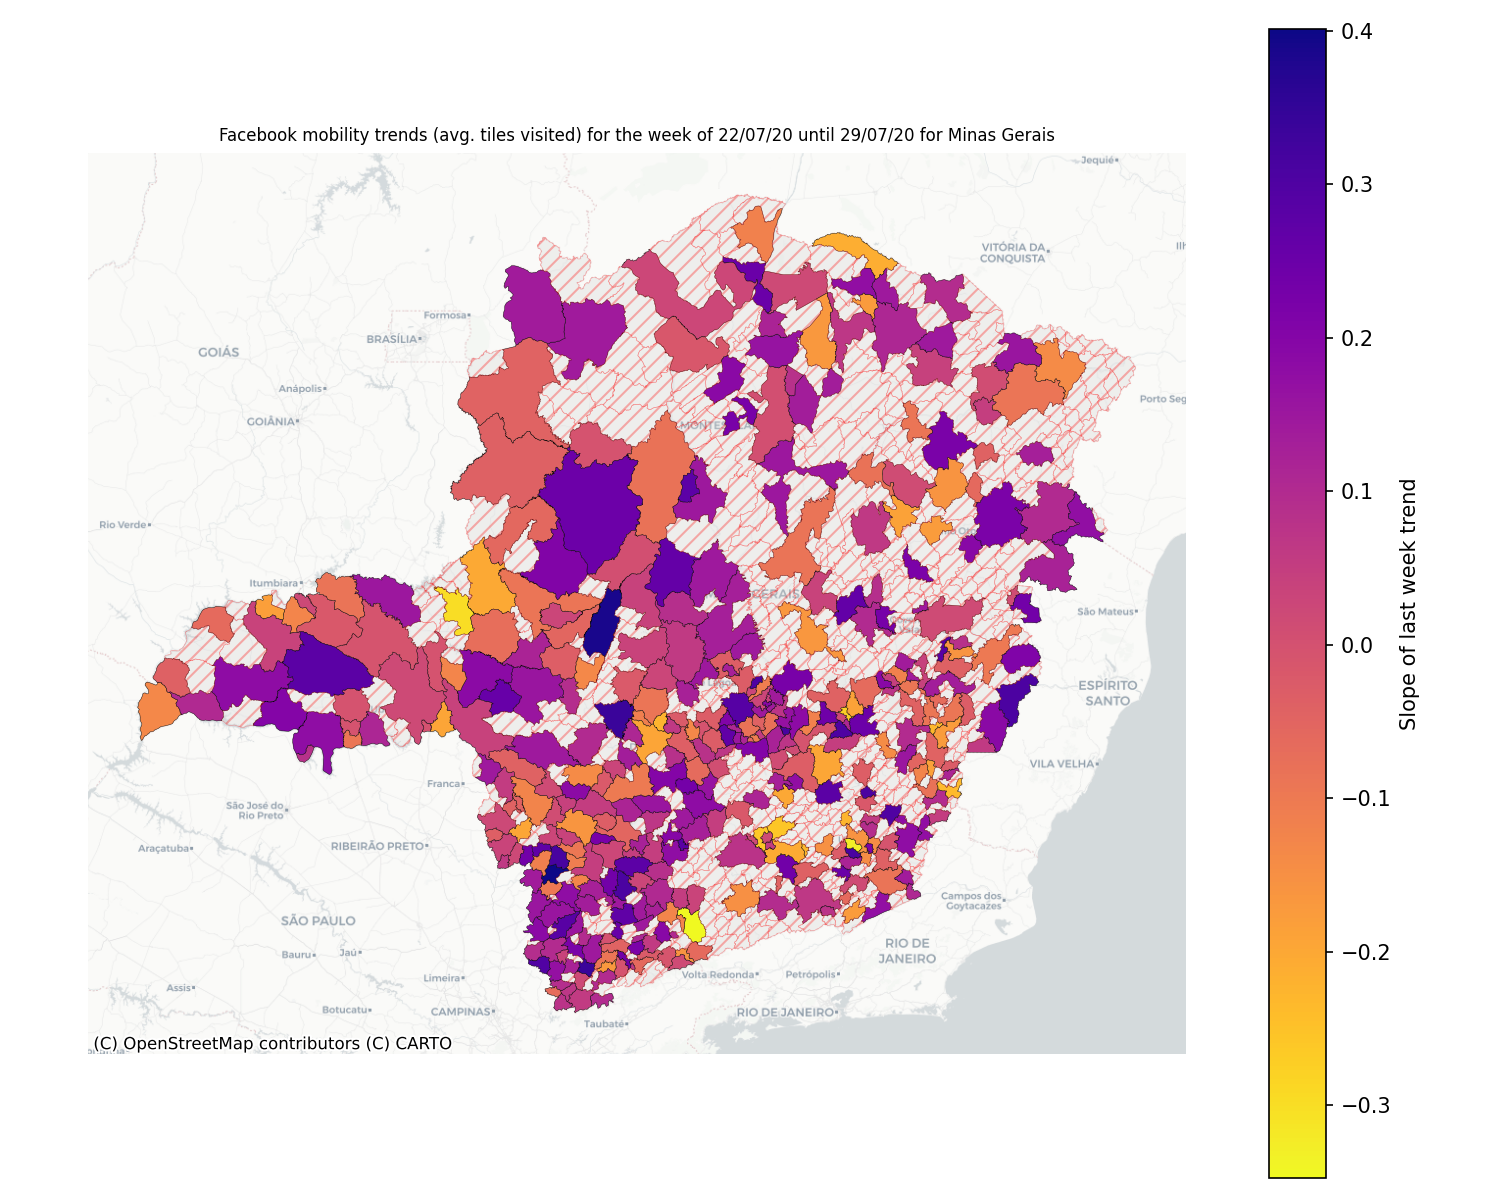 Facebook mobility trends (avg. tiles visited) for the week of 22/07/20 until 29/07/20 for Minas Gerais
Jequié
VITÓRIA DA
CONQUISTA
Formosa
BRASÍLIA
GOIÁS
Anápolis
GOIÂNIA
Porto Seg
Rio Verde
Itumbiara
GERAIS
São Mateus
ESPÍRITO
SANTO
VILA VELHA
Franca
São José do
Rio Preto
Araçatuba
RIBEIRÃO PRETO
Campos dos
Goytacazes
SÃO PAULO
RIO DE
JANEIRO
Bauru
Jaú
Limeira
Volta Redonda
Petrópolis
Assis
Botucatu
CAMPINAS
RIO DE JANEIRO
Taubaté
(C) OpenStreetMap contributors (C) CARTO
0.4
0.3
0.2
0.1
0.0
−0.1
−0.2
−0.3
Slope of last week trend